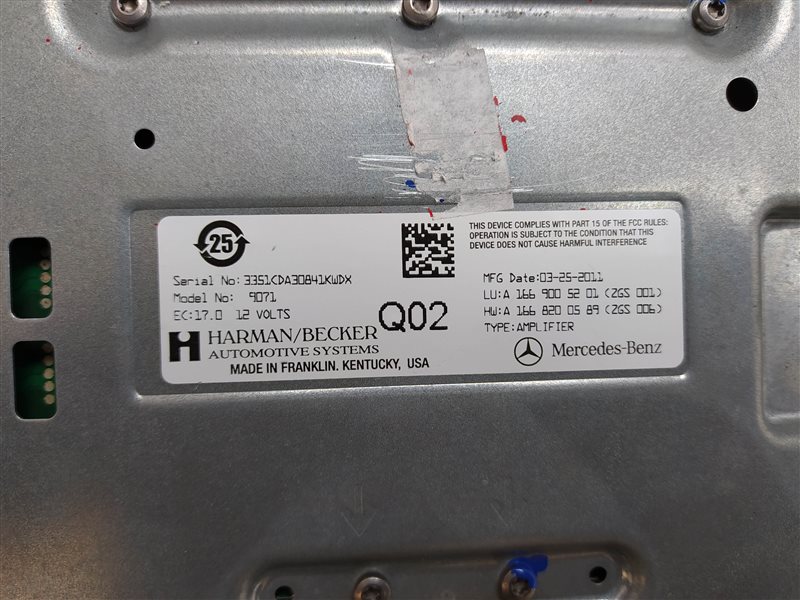 25
THIS DEVICE COMPLIES WITH PART 15 OF THE FCC RULES:
OPERATION IS SUBJECT TO THE CONDITION THAT THIS
DEVICE DOES NOT CAUSE HARMFUL INTERFERENCE
Serial No: 3351CDA30841KWDX
Model No: 9071
EC:17.0 12 VOLTS
Q02
MFG Date:03-25-2011
LU:A 166 900 52 01 (ZGS 001)
HW:A 166 820 05 89 (ZGS 006)
TYPE:AMPLIFIER
H HARMAN/BECKER
AUTOMOTIVE SYSTEMS
MADE IN FRANKLIN. KENTUCKY, USA
Mercedes-Benz